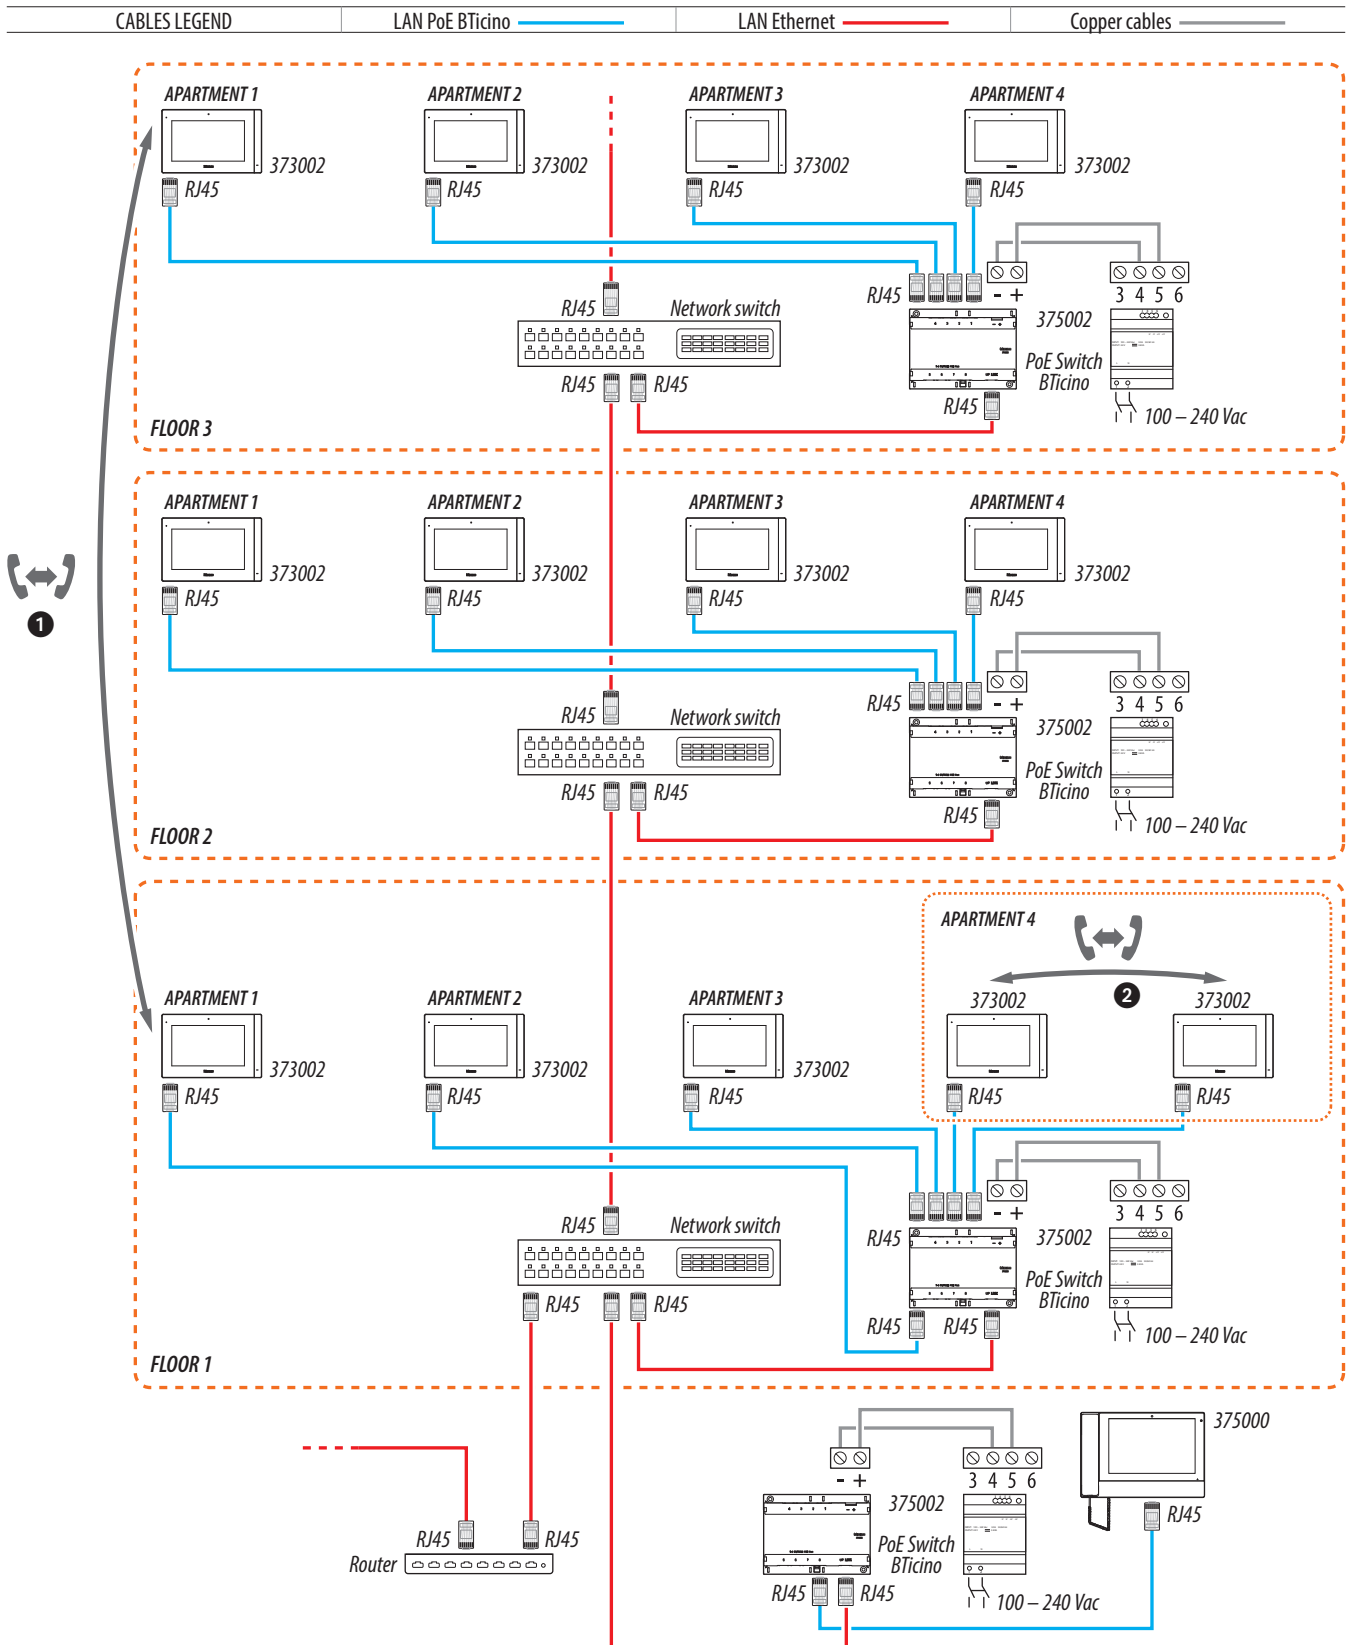 CABLES LEGEND LAN PoE BTicino LAN Ethernet Copper cables
APARTMENT 1 APARTMENT 2 APARTMENT 3 APARTMENT 4
373002 373002 373002 373002
RJ45 RJ45 RJ45 RJ45
RJ45 - +
3 4 5 6
RJ45 Network switch 375002
PoE Switch
BTicino
RJ45 RJ45
RJ45
100 – 240 Vac
FLOOR 3
APARTMENT 1 APARTMENT 2 APARTMENT 3 APARTMENT 4
373002 373002 373002 373002
RJ45 RJ45 RJ45 RJ45
1
RJ45 - +
3 4 5 6
RJ45 Network switch 375002
PoE Switch
BTicino
RJ45 RJ45
RJ45
100 – 240 Vac
FLOOR 2
APARTMENT 4
2
APARTMENT 1 APARTMENT 2 APARTMENT 3 373002 373002
373002 373002 373002
RJ45 RJ45 RJ45 RJ45 RJ45
- +
3 4 5 6
RJ45 Network switch RJ45 375002
PoE Switch
BTicino
RJ45 RJ45
RJ45 RJ45
100 – 240 Vac
FLOOR 1
375000
- +
3 4 5 6
375002 RJ45
RJ45 RJ45
PoE Switch
BTicino
Router
RJ45 RJ45
100 – 240 Vac